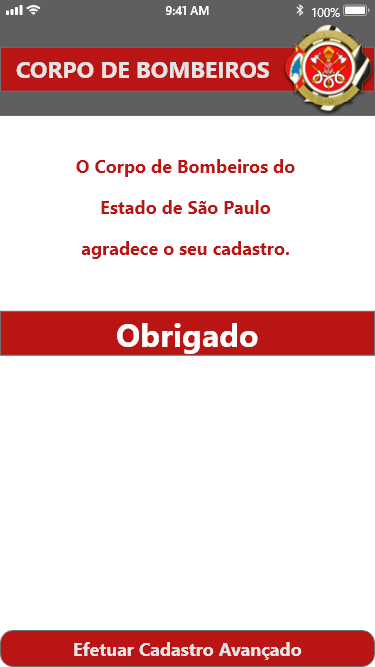 9:41 AM
100%
CORPO DE BOMBEIROS
O Corpo de Bombeiros do
Estado de São Paulo
agradece o seu cadastro.
Obrigado
Efetuar Cadastro Avançado